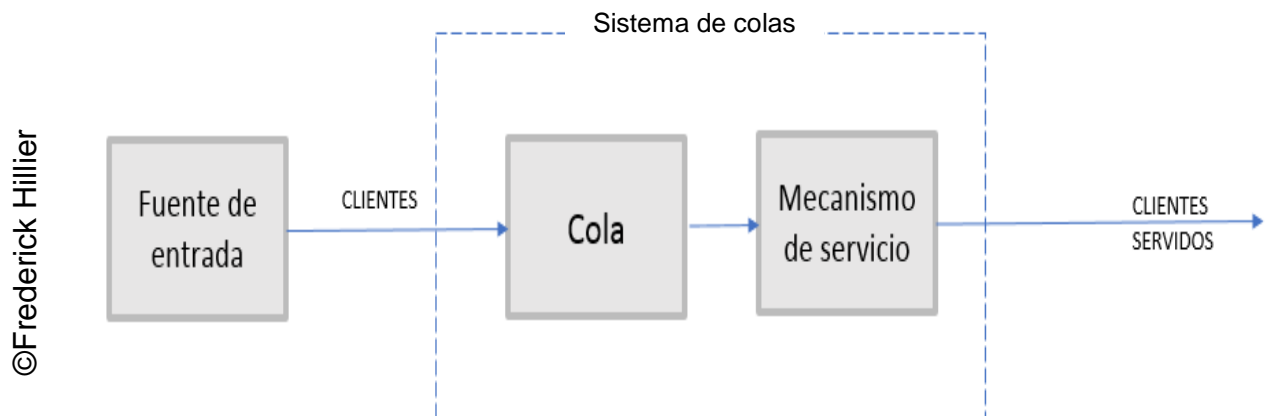 Sistema de colas
©Frederick Hillier
Fuente de
entrada
CLIENTES
Cola
Mecanismo
de servicio
CLIENTES
SERVIDOS